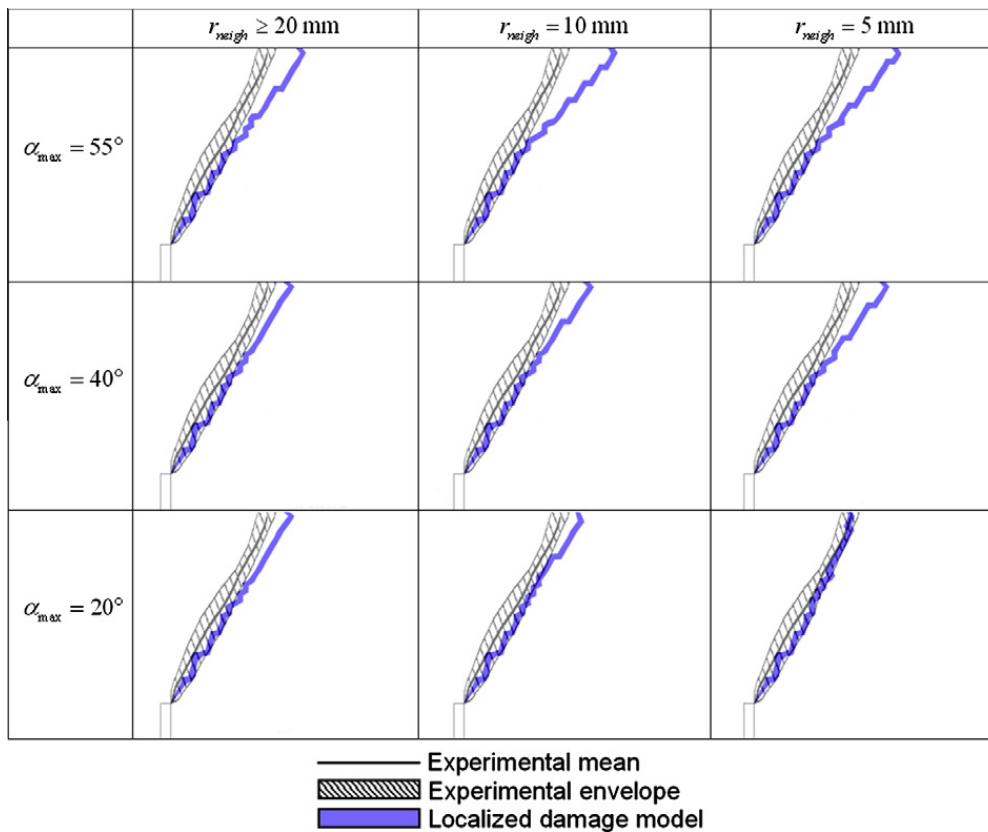 r_neigh ≥ 20 mm
r_neigh = 10 mm
r_neigh = 5 mm
α_max = 55°
α_max = 40°
α_max = 20°
Experimental mean
Experimental envelope
Localized damage model